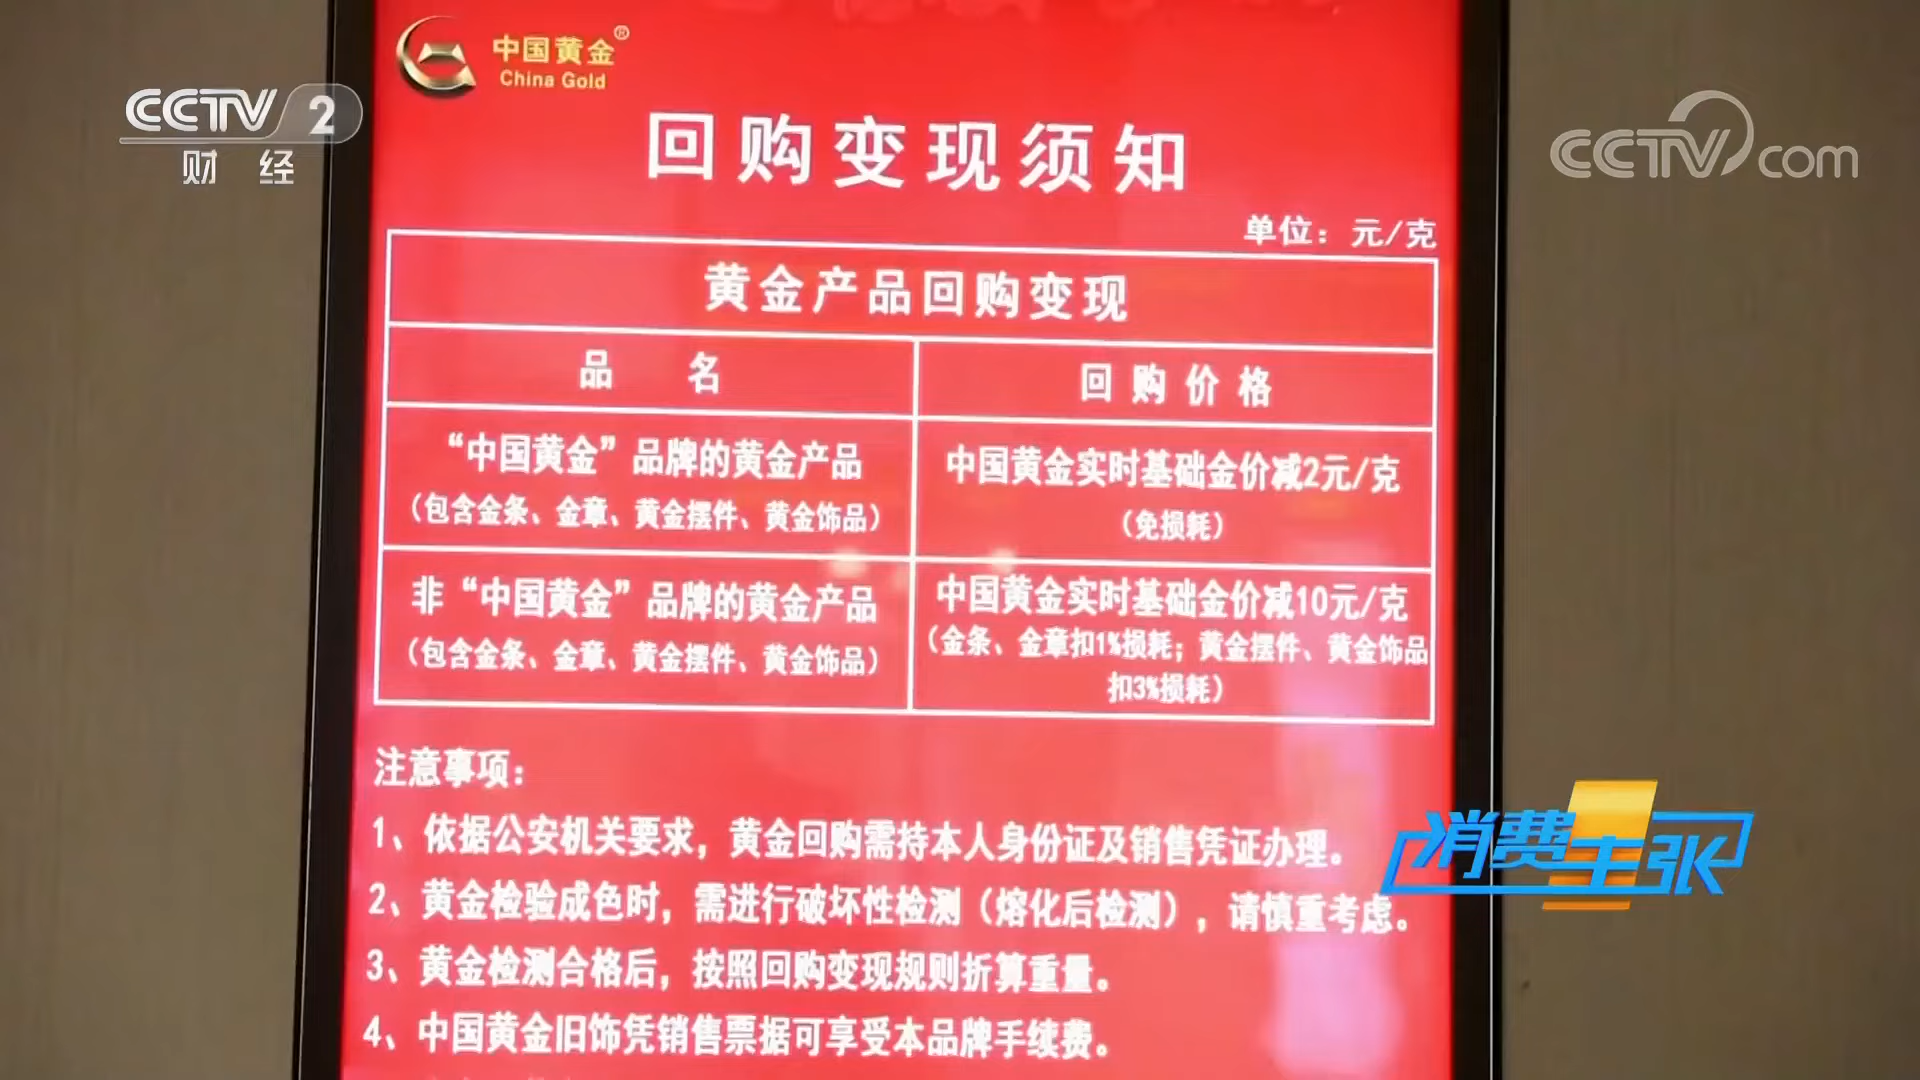 中国黄金®
China Gold
CCTV 2
财经
CCTV.com
回购变现须知
单位：元/克
黄金产品回购变现
品 名
回购价格
“中国黄金”品牌的黄金产品
（包含金条、金章、黄金摆件、黄金饰品）
中国黄金实时基础金价减2元/克
（免损耗）
非“中国黄金”品牌的黄金产品
（包含金条、金章、黄金摆件、黄金饰品）
中国黄金实时基础金价减10元/克
（金条、金章扣1%损耗；黄金摆件、黄金饰品
扣3%损耗）
注意事项：
1、依据公安机关要求，黄金回购需持本人身份证及销售凭证办理。
2、黄金检验成色时，需进行破坏性检测（熔化后检测），请慎重考虑。
3、黄金检测合格后，按照回购变现规则折算重量。
4、中国黄金旧饰凭销售票据可享受本品牌手续费。
消费主张